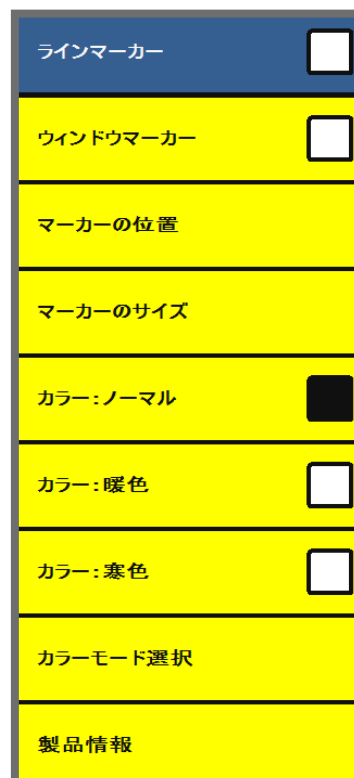 ラインマーカー
ウィンドウマーカー
マーカーの位置
マーカーのサイズ
カラー:ノーマル
カラー:暖色
カラー:寒色
カラーモード選択
製品情報